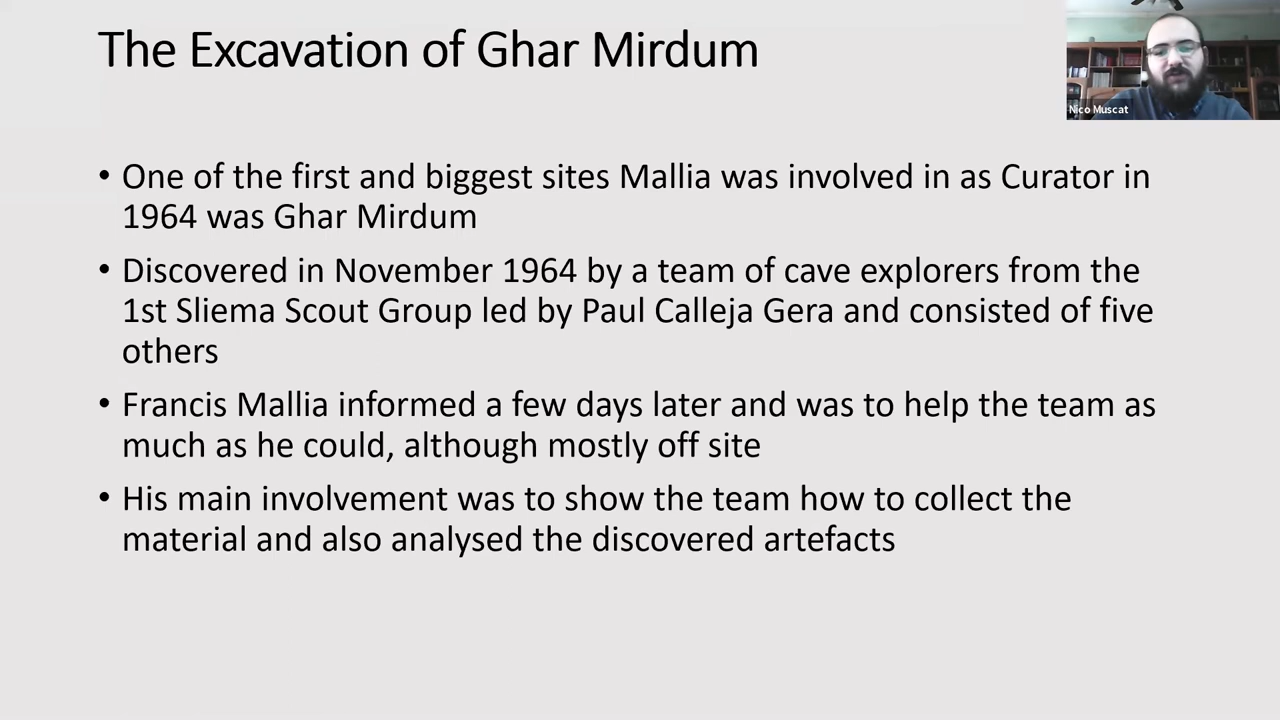 The Excavation of Ghar Mirdum
Nico Muscat
• One of the first and biggest sites Mallia was involved in as Curator in
1964 was Ghar Mirdum
• Discovered in November 1964 by a team of cave explorers from the
1st Sliema Scout Group led by Paul Calleja Gera and consisted of five
others
• Francis Mallia informed a few days later and was to help the team as
much as he could, although mostly off site
• His main involvement was to show the team how to collect the
material and also analysed the discovered artefacts